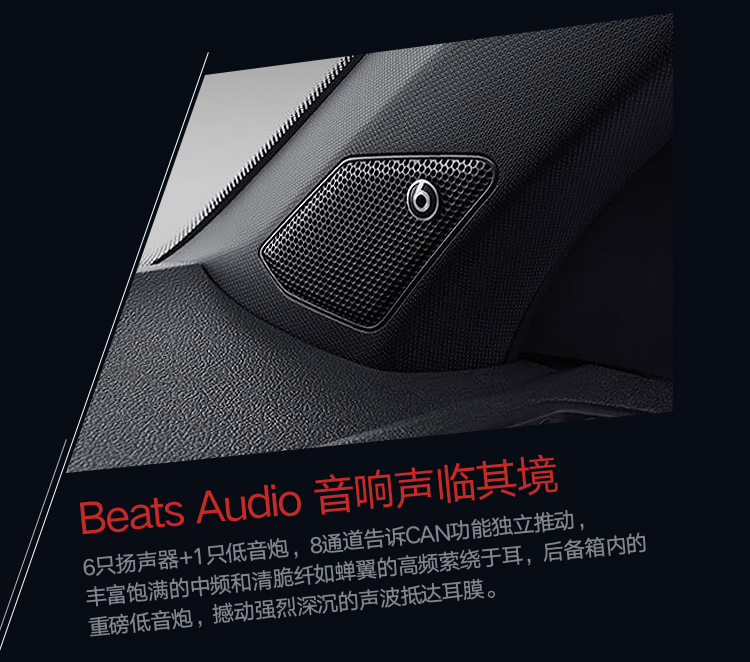 Beats Audio 音响声临其境
6只扬声器+1只低音炮，8通道告诉CAN功能独立推动，
丰富饱满的中频和清脆纤如蝉翼的高频萦绕于耳，后备箱内的
重磅低音炮，撼动强烈深沉的声波抵达耳膜。